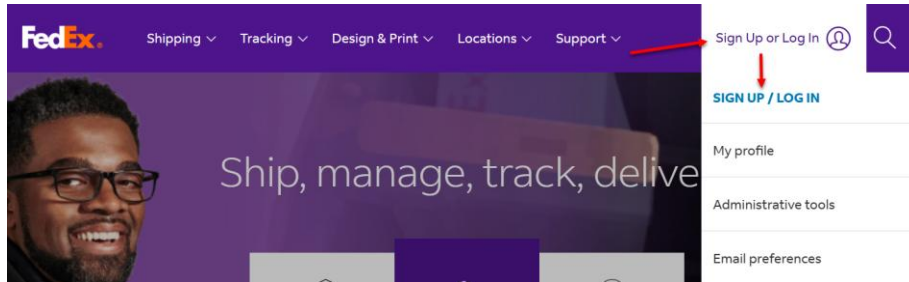 FedEx. Shipping Tracking Design & Print Locations Support Sign Up or Log In
SIGN UP / LOG IN
My profile
Ship, manage, track, delive
Administrative tools
Email preferences